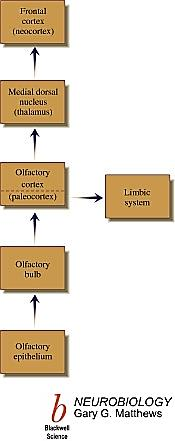 Frontal
cortex
(neocortex)
Medial dorsal
nucleus
(thalamus)
Olfactory
cortex
(paleocortex)
Limbic
system
Olfactory
bulb
Olfactory
epithelium
b
Blackwell
Science
NEUROBIOLOGY
Gary G. Matthews